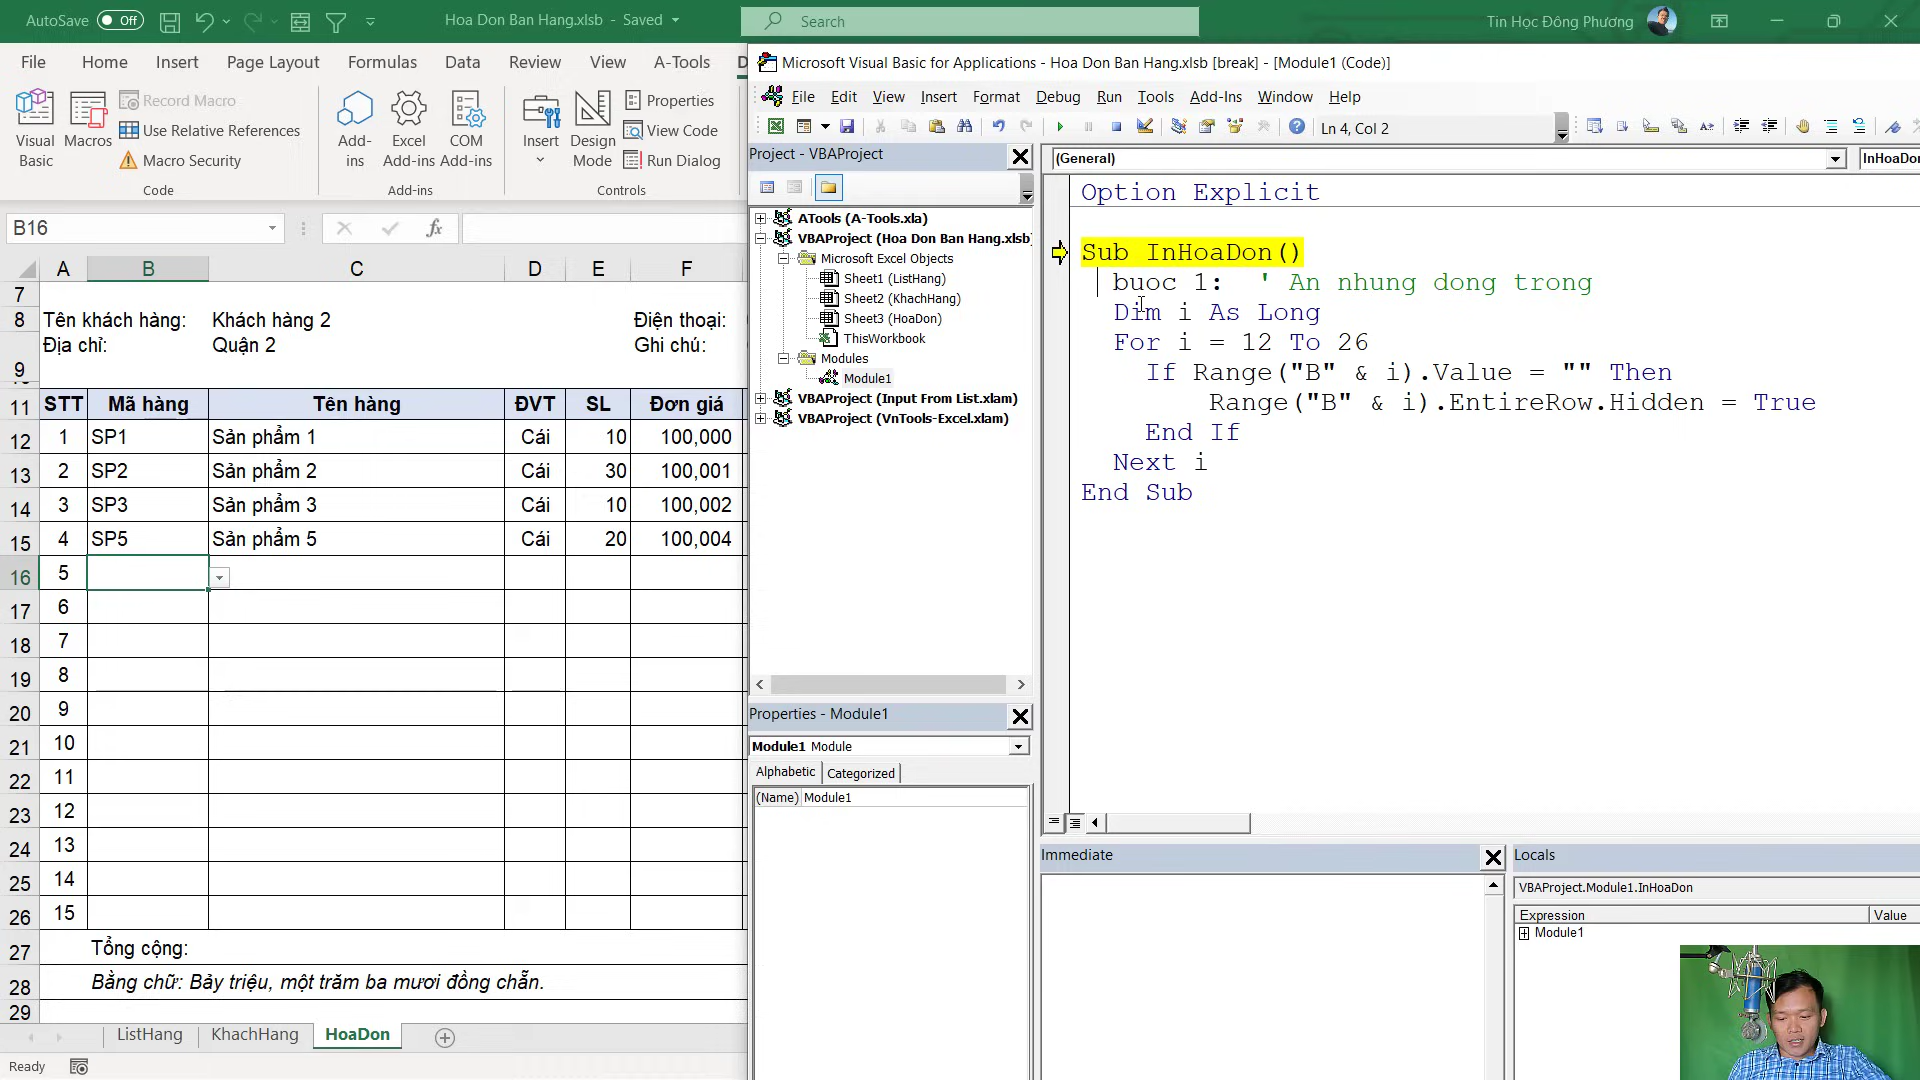 AutoSave Off Hoa Don Ban Hang.xlsb - Saved Search Tin Học Đông Phương
File Home Insert Page Layout Formulas Data Review View A-Tools
Visual Basic
Macros
Record Macro
Use Relative References
Macro Security
Code
Add-ins
Excel Add-ins
COM Add-ins
Add-ins
Insert
Design Mode
Properties
View Code
Run Dialog
Controls
B16 fx
A B C D E F
7
8 Tên khách hàng: Khách hàng 2 Điện thoại:
9 Địa chỉ: Quận 2 Ghi chú:
11 STT Mã hàng Tên hàng ĐVT SL Đơn giá
12 1 SP1 Sản phẩm 1 Cái 10 100,000
13 2 SP2 Sản phẩm 2 Cái 30 100,001
14 3 SP3 Sản phẩm 3 Cái 10 100,002
15 4 SP5 Sản phẩm 5 Cái 20 100,004
16 5
17 6
18 7
19 8
20 9
21 10
22 11
23 12
24 13
25 14
26 15
27 Tổng cộng:
28 Bằng chữ: Bảy triệu, một trăm ba mươi đồng chẵn.
29
ListHang KhachHang HoaDon
Ready
Microsoft Visual Basic for Applications - Hoa Don Ban Hang.xlsb [break] - [Module1 (Code)]
File Edit View Insert Format Debug Run Tools Add-Ins Window Help
Ln 4, Col 2
Project - VBAProject
ATools (A-Tools.xla)
VBAProject (Hoa Don Ban Hang.xlsb)
Microsoft Excel Objects
Sheet1 (ListHang)
Sheet2 (KhachHang)
Sheet3 (HoaDon)
ThisWorkbook
Modules
Module1
VBAProject (Input From List.xlam)
VBAProject (VnTools-Excel.xlam)
Properties - Module1
Module1 Module
Alphabetic Categorized
(Name) Module1
(General) InHoaDon
Option Explicit
Sub InHoaDon()
buoc 1: ' An nhung dong trong
Dim i As Long
For i = 12 To 26
If Range("B" & i).Value = "" Then
Range("B" & i).EntireRow.Hidden = True
End If
Next i
End Sub
Immediate
Locals
VBAProject.Module1.InHoaDon
Expression Value
Module1